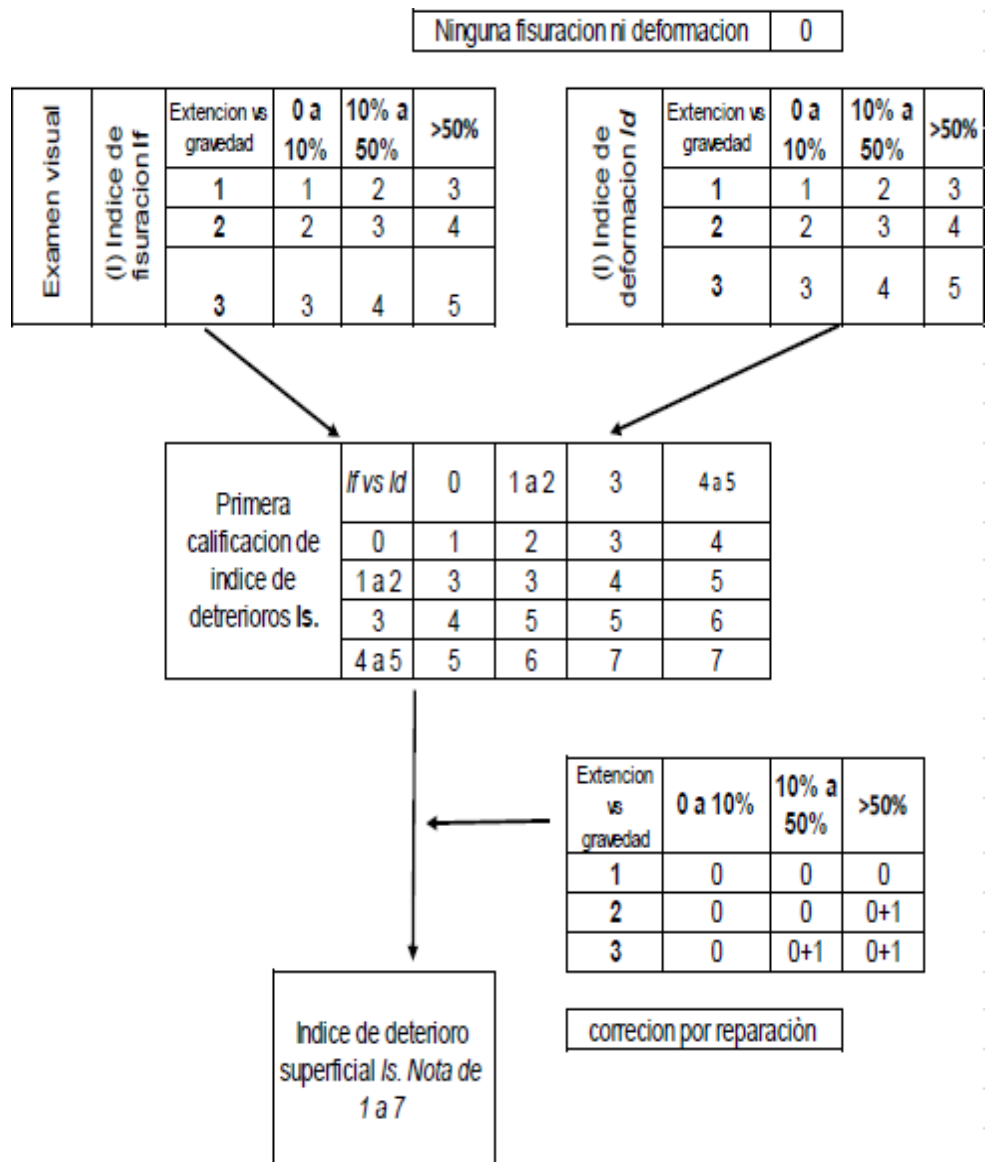 Ninguna fisuracion ni deformacion 0
Examen visual
(I) Indice de
fisuracion If
Extencion vs
gravedad
0 a
10%
10% a
50%
>50%
1 1 2 3
2 2 3 4
3 3 4 5
(I) Indice de
deformacion Id
Extencion vs
gravedad
0 a
10%
10% a
50%
>50%
1 1 2 3
2 2 3 4
3 3 4 5
Primera
calificacion de
indice de
detrerioros Is.
If vs Id 0 1 a 2 3 4 a 5
0 1 2 3 4
1 a 2 3 3 4 5
3 4 5 5 6
4 a 5 5 6 7 7
Extencion
vs
gravedad
0 a 10%
10% a
50%
>50%
1 0 0 0
2 0 0 0+1
3 0 0+1 0+1
correcion por reparaciòn
Indice de deterioro
superficial Is. Nota de
1 a 7